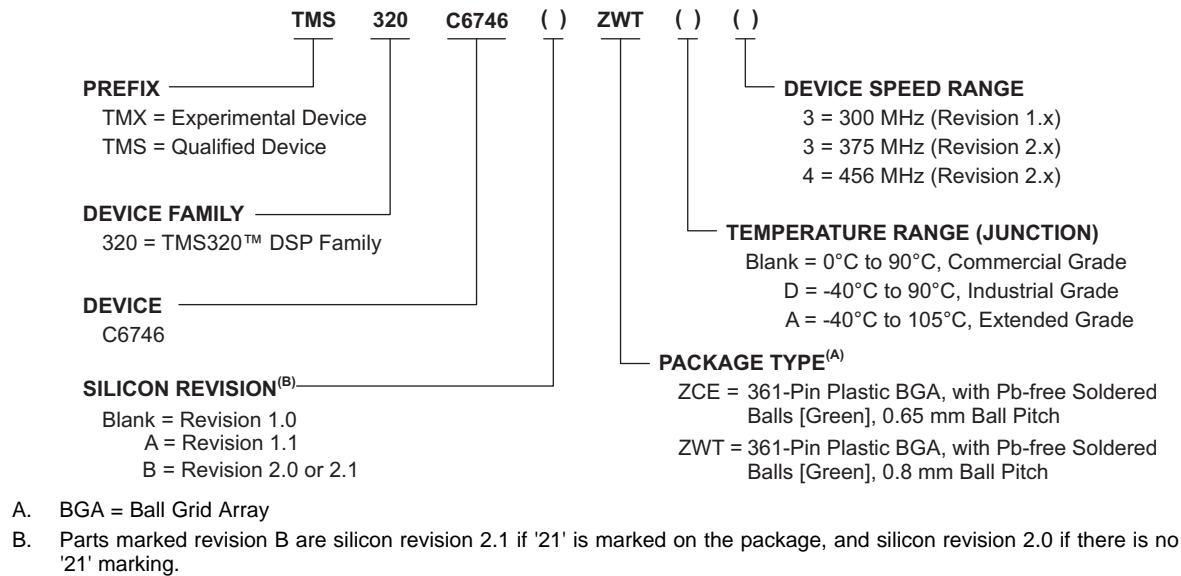 TMS 320 C6746 ( ) ZWT ( ) ( )
PREFIX
TMX = Experimental Device
TMS = Qualified Device
DEVICE FAMILY
320 = TMS320™ DSP Family
DEVICE
C6746
SILICON REVISION(B)
Blank = Revision 1.0
A = Revision 1.1
B = Revision 2.0 or 2.1
DEVICE SPEED RANGE
3 = 300 MHz (Revision 1.x)
3 = 375 MHz (Revision 2.x)
4 = 456 MHz (Revision 2.x)
TEMPERATURE RANGE (JUNCTION)
Blank = 0°C to 90°C, Commercial Grade
D = -40°C to 90°C, Industrial Grade
A = -40°C to 105°C, Extended Grade
PACKAGE TYPE(A)
ZCE = 361-Pin Plastic BGA, with Pb-free Soldered
Balls [Green], 0.65 mm Ball Pitch
ZWT = 361-Pin Plastic BGA, with Pb-free Soldered
Balls [Green], 0.8 mm Ball Pitch
A. BGA = Ball Grid Array
B. Parts marked revision B are silicon revision 2.1 if '21' is marked on the package, and silicon revision 2.0 if there is no
'21' marking.